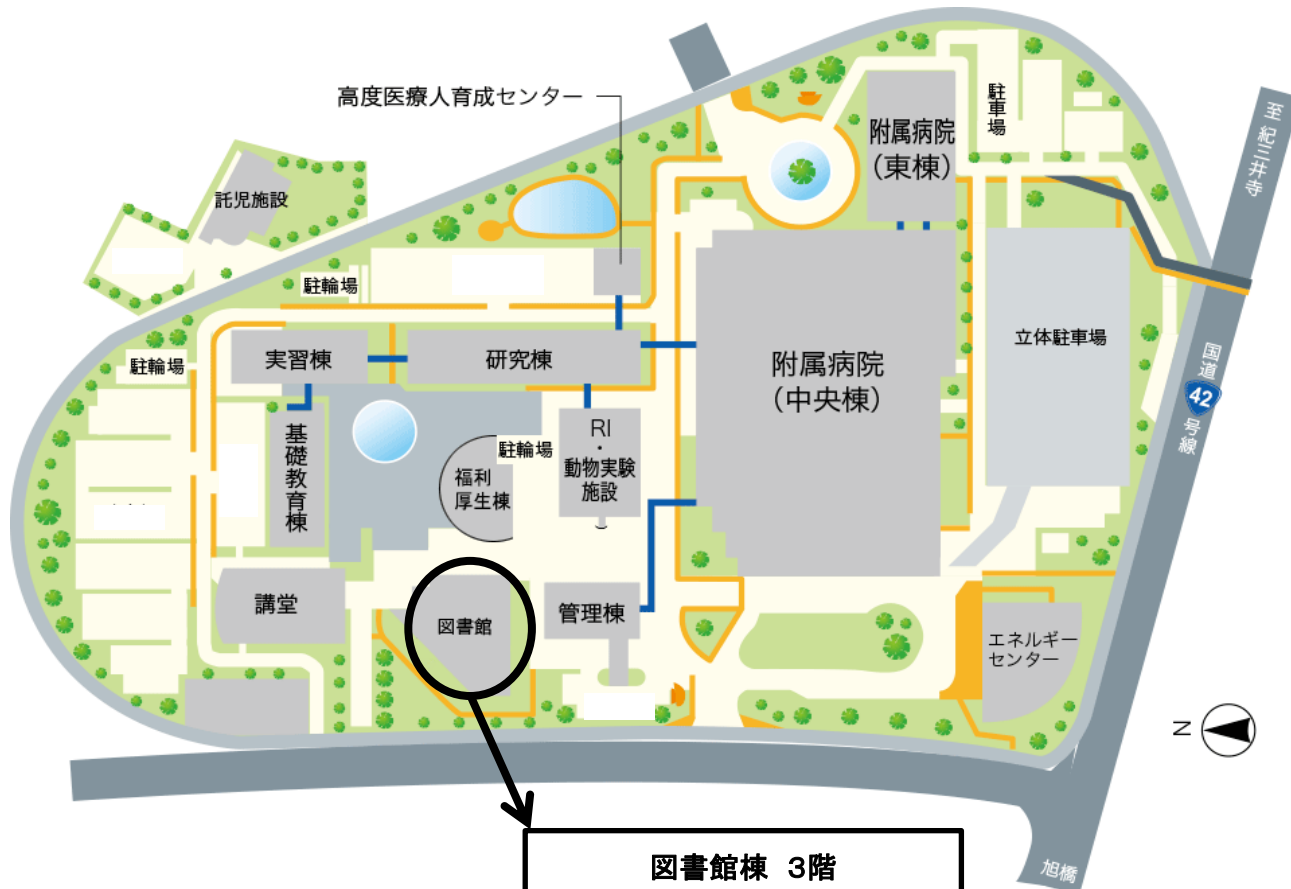 高度医療人育成センター
駐車場
附属病院
（東棟）
至 紀三井寺
託児施設
駐輪場
立体駐車場
実習棟
研究棟
駐輪場
附属病院
（中央棟）
国道42号線
基礎教育棟
福利
厚生棟
駐輪場
RI
・
動物実験
施設
講堂
図書館
管理棟
エネルギー
センター
N
図書館棟 3階
旭橋